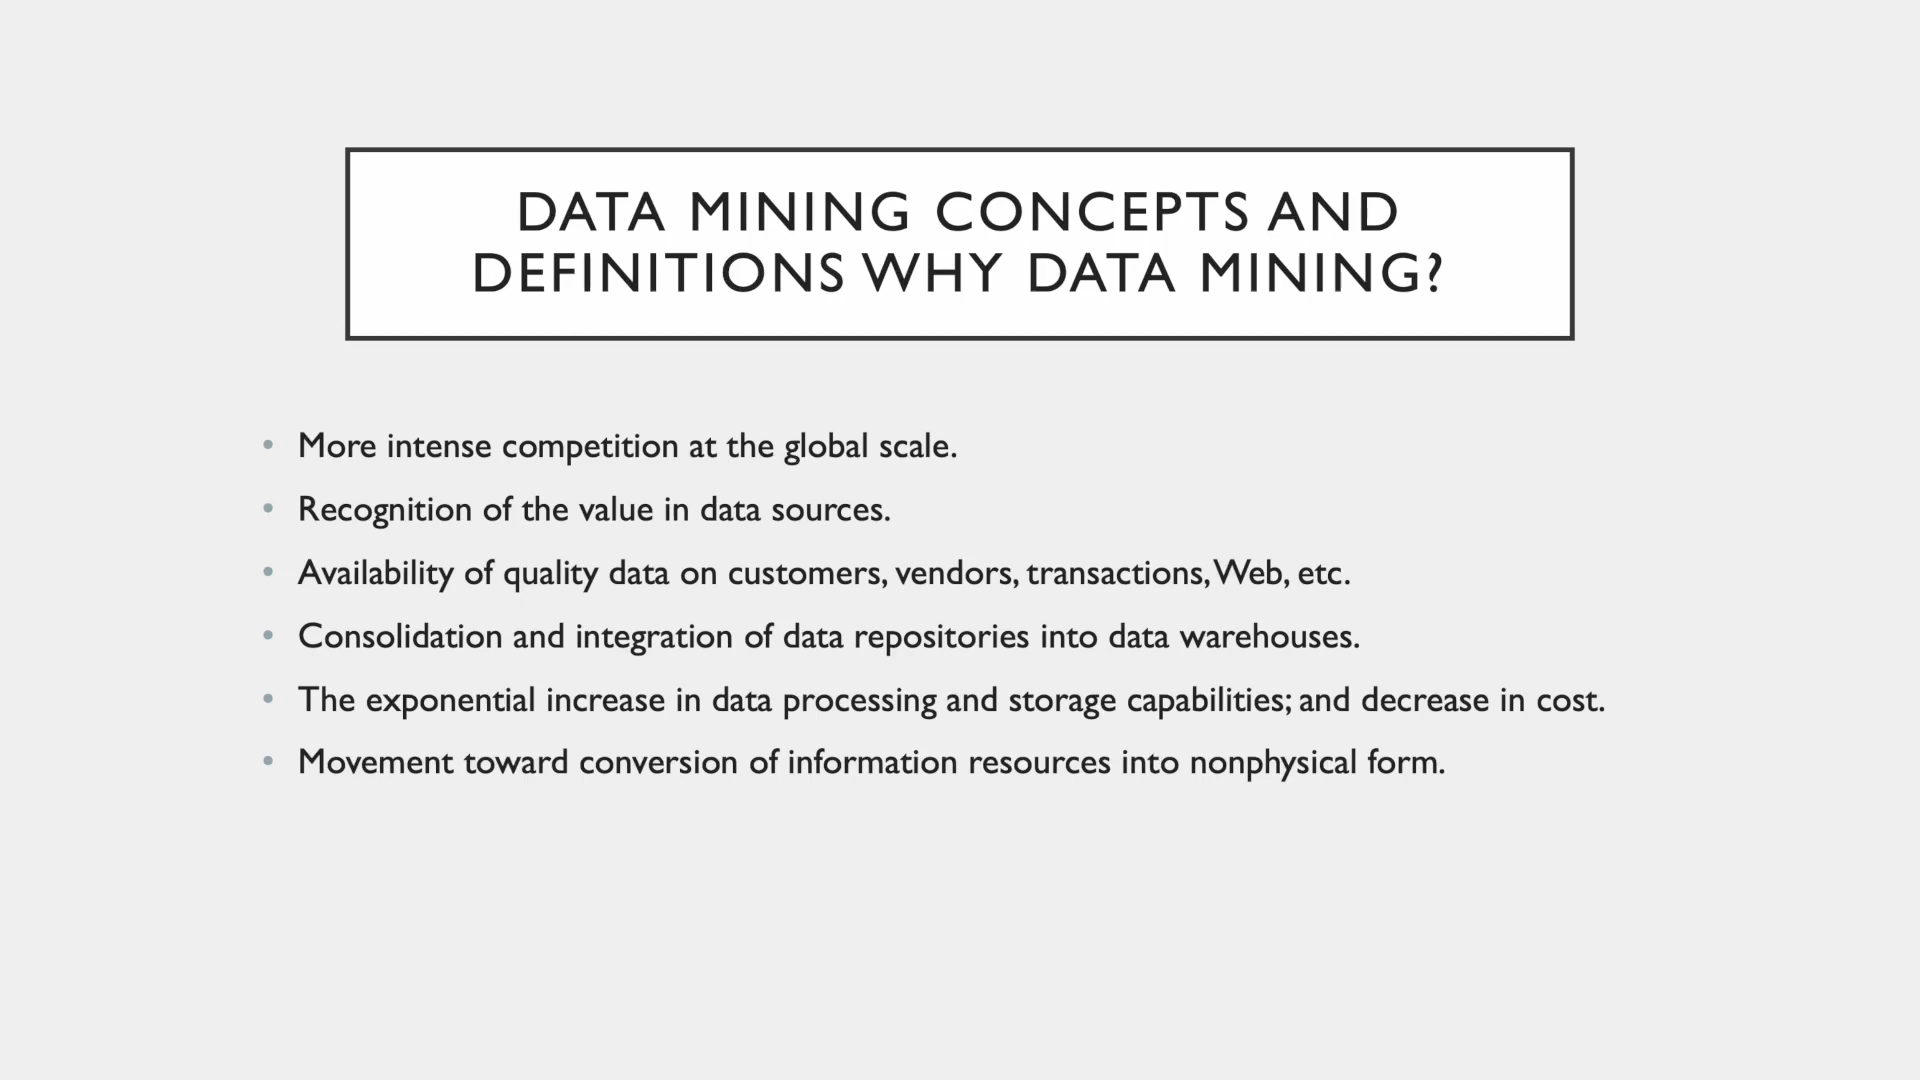 DATA MINING CONCEPTS AND
DEFINITIONS WHY DATA MINING?
• More intense competition at the global scale.
• Recognition of the value in data sources.
• Availability of quality data on customers, vendors, transactions, Web, etc.
• Consolidation and integration of data repositories into data warehouses.
• The exponential increase in data processing and storage capabilities; and decrease in cost.
• Movement toward conversion of information resources into nonphysical form.